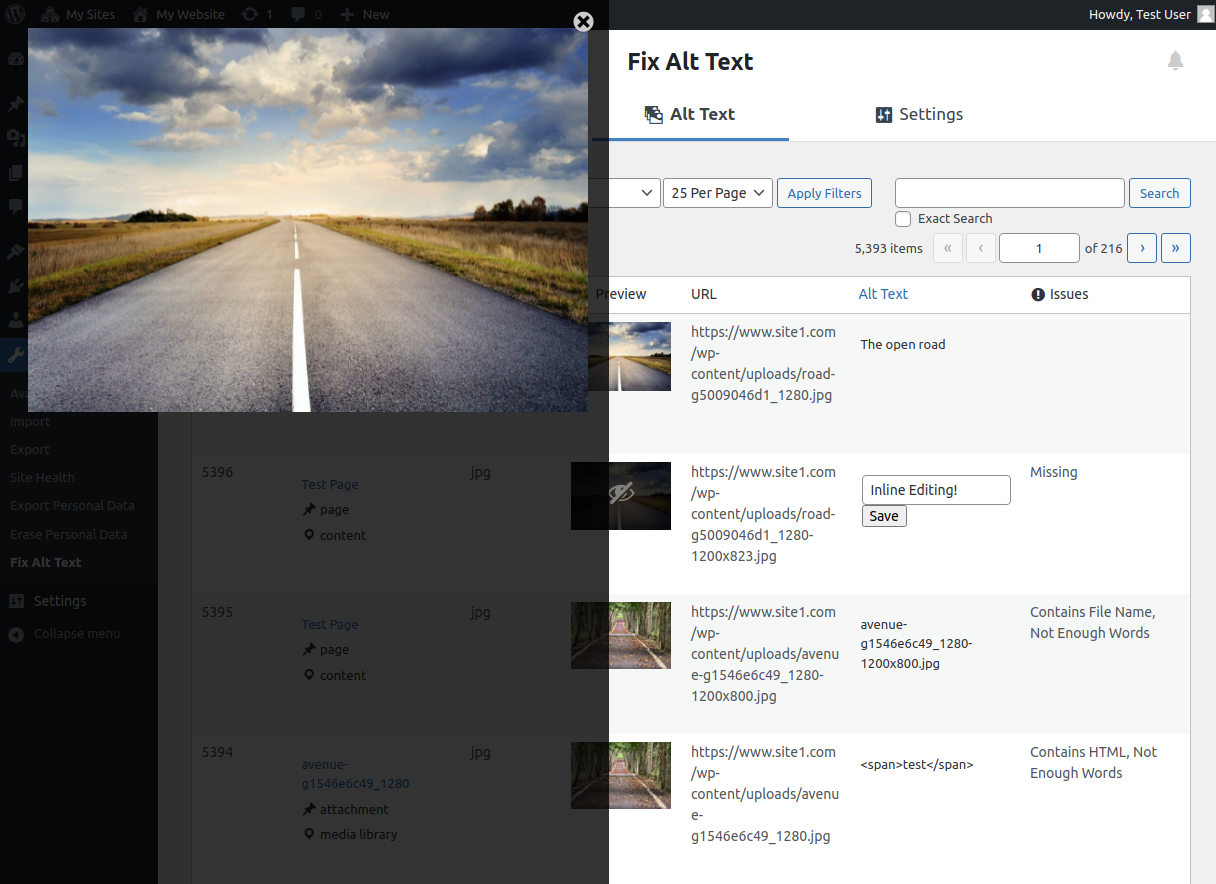 My Sites
My Website
1
0
New
Howdy, Test User
Fix Alt Text
Alt Text
Settings
25 Per Page
Apply Filters
Search
Exact Search
5,393 items
«
‹
1
of 216
›
»
Preview
URL
Alt Text
Issues
https://www.site1.com
/wp-
content/uploads/road-
g5009046d1_1280.jpg
The open road
5396
Test Page
page
content
jpg
https://www.site1.com
/wp-
content/uploads/road-
g5009046d1_1280-
1200x823.jpg
Inline Editing!
Save
Missing
5395
Test Page
page
content
jpg
https://www.site1.com
/wp-
content/uploads/avenu
e-g1546e6c49_1280-
1200x800.jpg
avenue-
g1546e6c49_1280-
1200x800.jpg
Contains File Name,
Not Enough Words
5394
avenue-
g1546e6c49_1280
attachment
media library
jpg
https://www.site1.com
/wp-
content/uploads/avenu
e-
g1546e6c49_1280.jpg
<span>test</span>
Contains HTML, Not
Enough Words
Import
Export
Site Health
Export Personal Data
Erase Personal Data
Fix Alt Text
Settings
Collapse menu